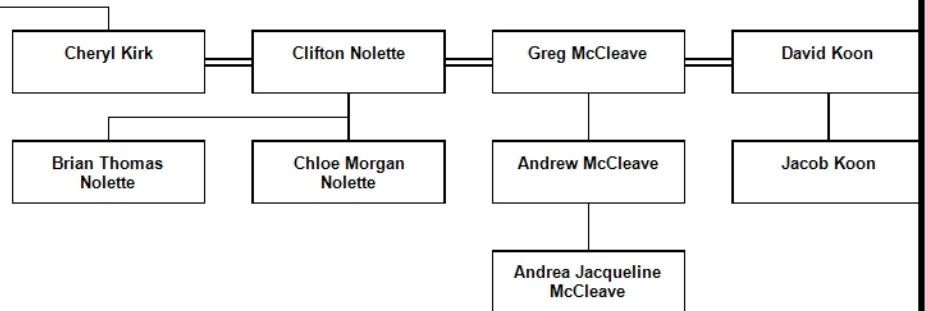 Cheryl Kirk
Clifton Nolette
Greg McCleave
David Koon
Brian Thomas
Nolette
Chloe Morgan
Nolette
Andrew McCleave
Jacob Koon
Andrea Jacqueline
McCleave